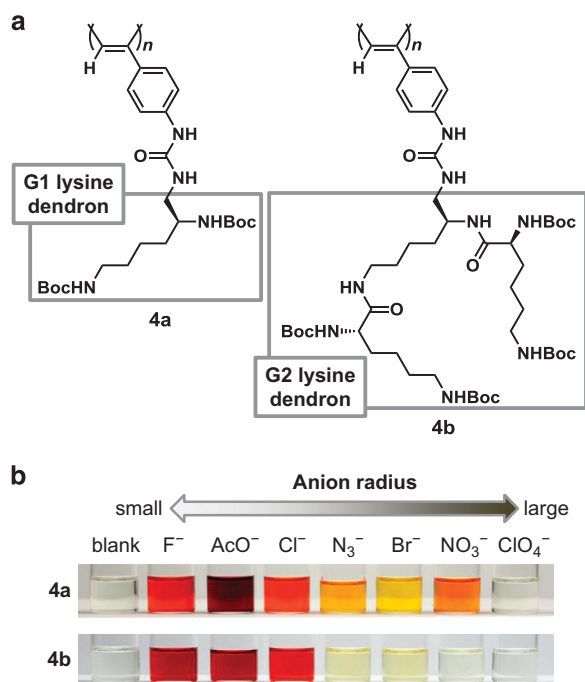 a
n
H
NH
O
NH
G1 lysine
dendron
NHBoc
BocHN
4a
n
H
NH
O
NH
NH
NHBoc
O
NH
O
BocHN
NHBoc
G2 lysine
dendron
NHBoc
4b
b
Anion radius
small
large
blank F⁻ AcO⁻ Cl⁻ N₃⁻ Br⁻ NO₃⁻ ClO₄⁻
4a
4b